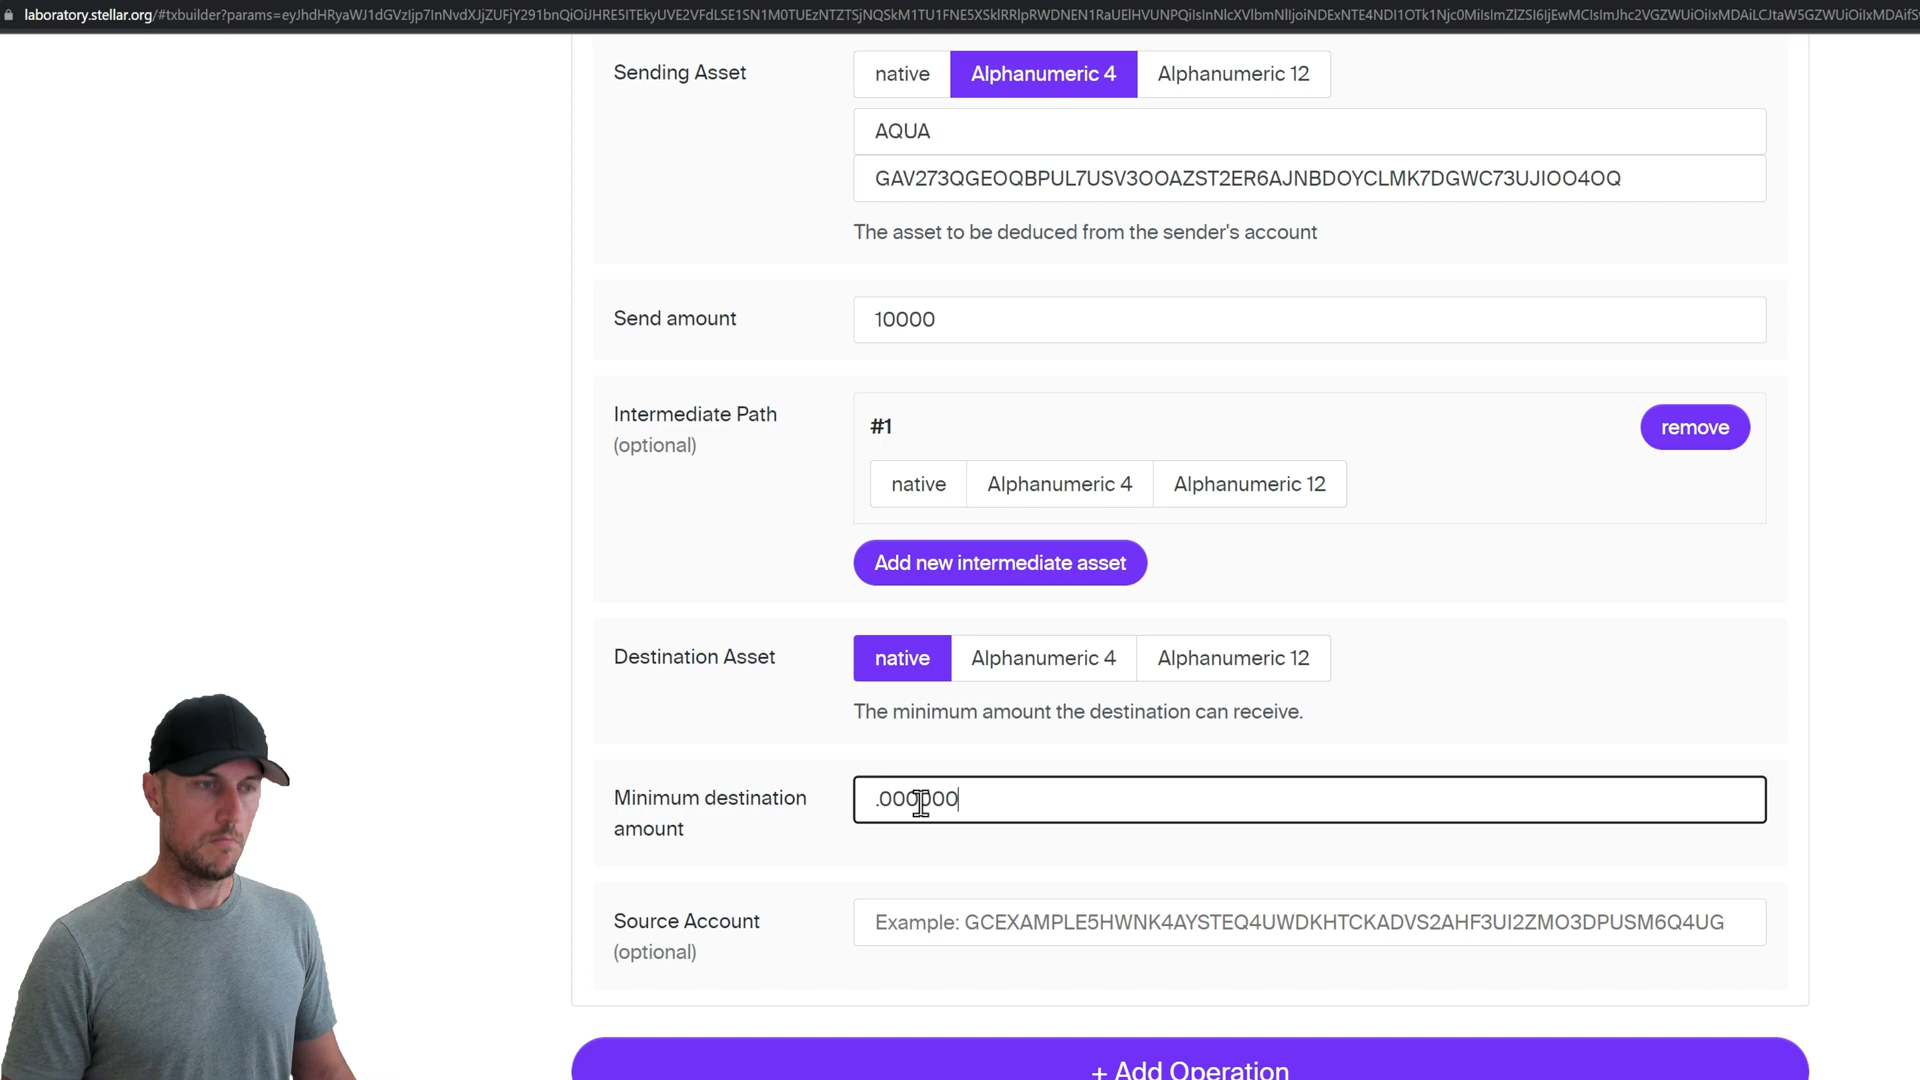 laboratory.stellar.org/#txbuilder?params=
Sending Asset
native Alphanumeric 4 Alphanumeric 12
AQUA
GAV273QGEOQBPUL7USV3OOAZST2ER6AJNBDOYCLMK7DGWC73UJIOO4OQ
The asset to be deducted from the sender's account
Send amount
10000
Intermediate Path
(optional)
#1
remove
native Alphanumeric 4 Alphanumeric 12
Add new intermediate asset
Destination Asset
native Alphanumeric 4 Alphanumeric 12
The minimum amount the destination can receive.
Minimum destination
amount
.000000
Source Account
(optional)
Example: GCEXAMPLE5HWNK4AYSTEQ4UWDKHTCKADVS2AHF3UI2ZMO3DPUSM6Q4UG
+ Add Operation